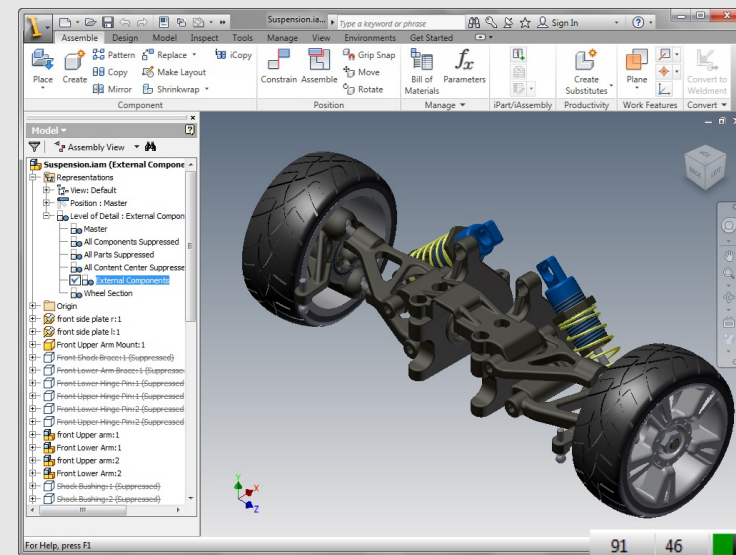 Suspension.ia...
Type a keyword or phrase
Sign In
Assemble Design Model Inspect Tools Manage View Environments Get Started
Place
Create
Pattern
Copy
Mirror
Replace
Make Layout
Shrinkwrap
iCopy
Constrain
Assemble
Grip Snap
Move
Rotate
Bill of
Materials
fx
Parameters
Create
Substitutes
Plane
Convert to
Weldment
Component Position Manage iPart/iAssembly Productivity Work Features Convert
Model
Assembly View
Suspension.iam (External Compone
Representations
View: Default
Position : Master
Level of Detail : External Compon
Master
All Components Suppressed
All Parts Suppressed
All Content Center Suppresse
External Components
Wheel Section
Origin
front side plate r:1
front side plate l:1
Front Upper Arm Mount:1
Front Shock Brace:1 (Suppressed)
Front Lower Arm Brace:1 (Suppresse
Front Lower Hinge Pin:1 (Suppressed
Front Upper Hinge Pin:1 (Suppressed
Front Lower Hinge Pin:2 (Suppressed
Front Upper Hinge Pin:2 (Suppressed
front Upper arm:1
Front Lower Arm:1
front Upper arm:2
Front Lower Arm:2
Shock Bushing:1 (Suppressed)
Shock Bushing:2 (Suppressed)
BACK
LEFT
Y
X
Z
For Help, press F1
91 46